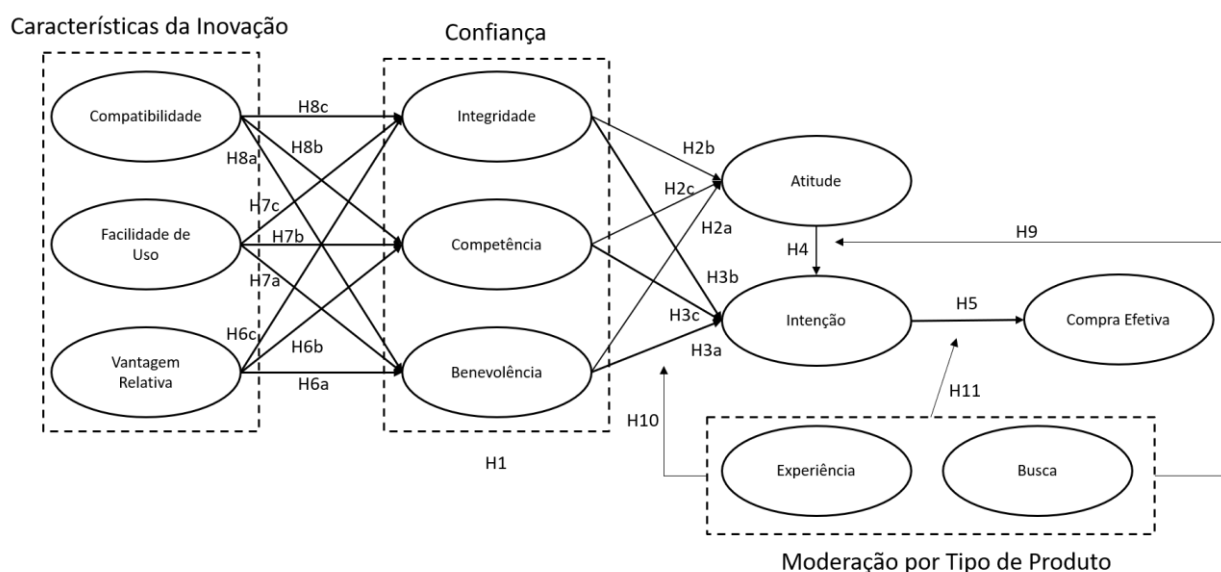 Características da Inovação
Confiança
Compatibilidade
H8c
Integridade
H8b
H2b
H8a
Atitude
H2c
H7c
H2a
Facilidade de
Uso
H7b
Competência
H4
H9
H7a
H3b
H5
H3c
Intenção
Compra Efetiva
H6c
H6b
H3a
Vantagem
Relativa
H6a
Benevolência
H11
H10
H1
Experiência
Busca
Moderação por Tipo de Produto